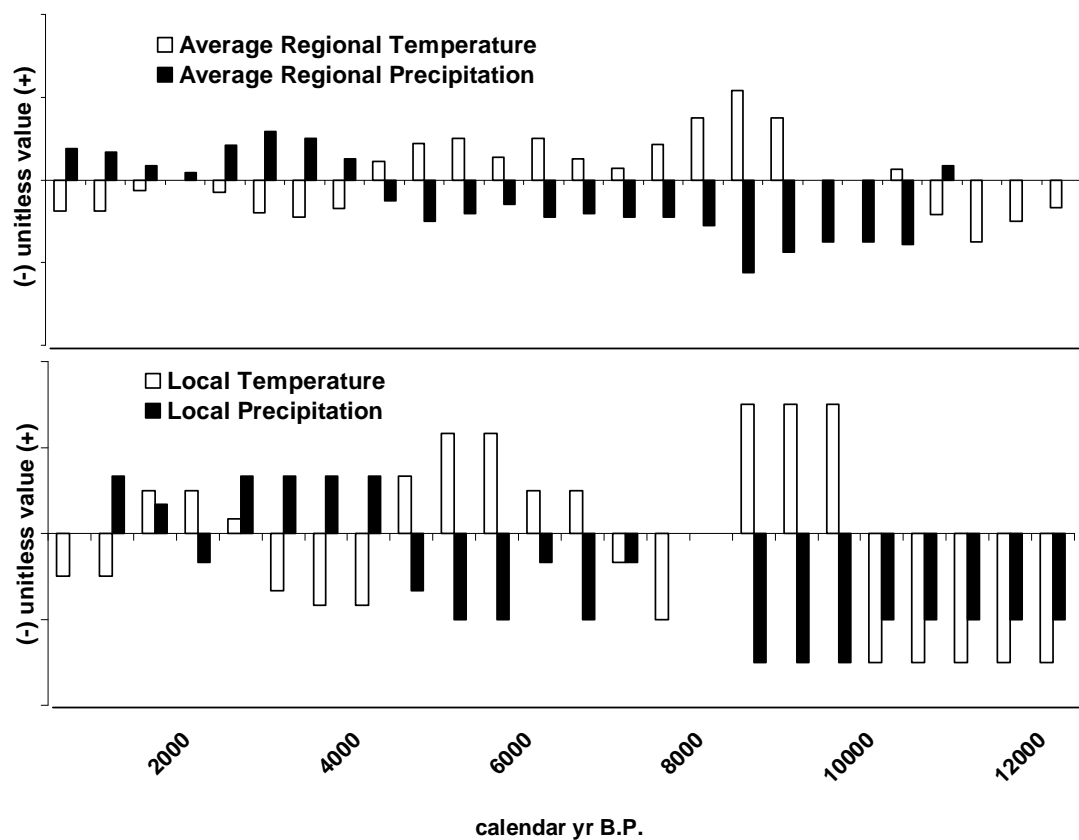 Average Regional Temperature
Average Regional Precipitation
(-) unitless value (+)
Local Temperature
Local Precipitation
(-) unitless value (+)
2000 4000 6000 8000 10000 12000
calendar yr B.P.